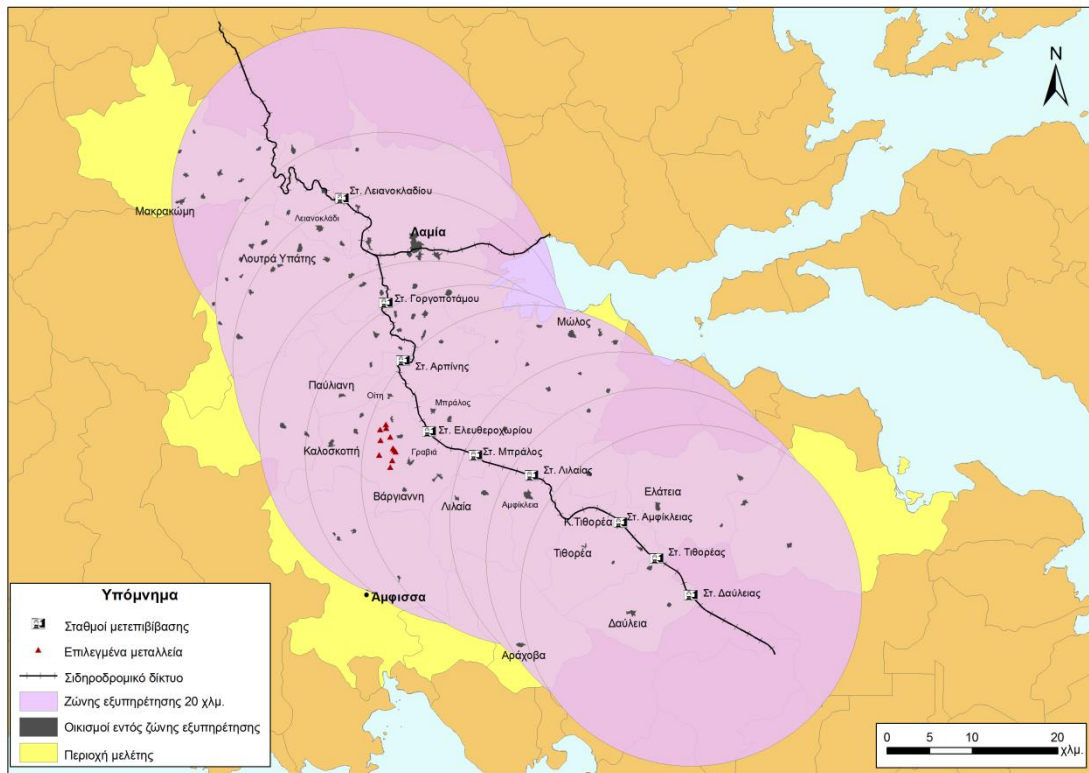 N
Στ. Λειανοκλαδίου
Μακρακώμη
Λειανοκλάδι
Λαμία
Λουτρά Υπάτης
Στ. Γοργοποτάμου
Μώλος
Στ. Αρπίνης
Παύλιανη
Οίτη
Μπράλος
Στ. Ελευθεροχωρίου
Καλοσκοπή
Γραβιά
Στ. Μπράλος
Στ. Λιλαίας
Βάργιαννη
Λιλαία
Αμφίκλεια
Ελάτεια
Κ.Τιθορέα
Στ. Αμφίκλειας
Τιθορέα
Στ. Τιθορέας
Άμφισσα
Στ. Δαύλειας
Δαύλεια
Αράχοβα
Υπόμνημα
Σταθμοί μετεπιβίβασης
Επιλεγμένα μεταλλεία
Σιδηροδρομικό δίκτυο
Ζώνης εξυπηρέτησης 20 χλμ.
Οικισμοί εντός ζώνης εξυπηρέτησης
Περιοχή μελέτης
0 5 10 20
χλμ.